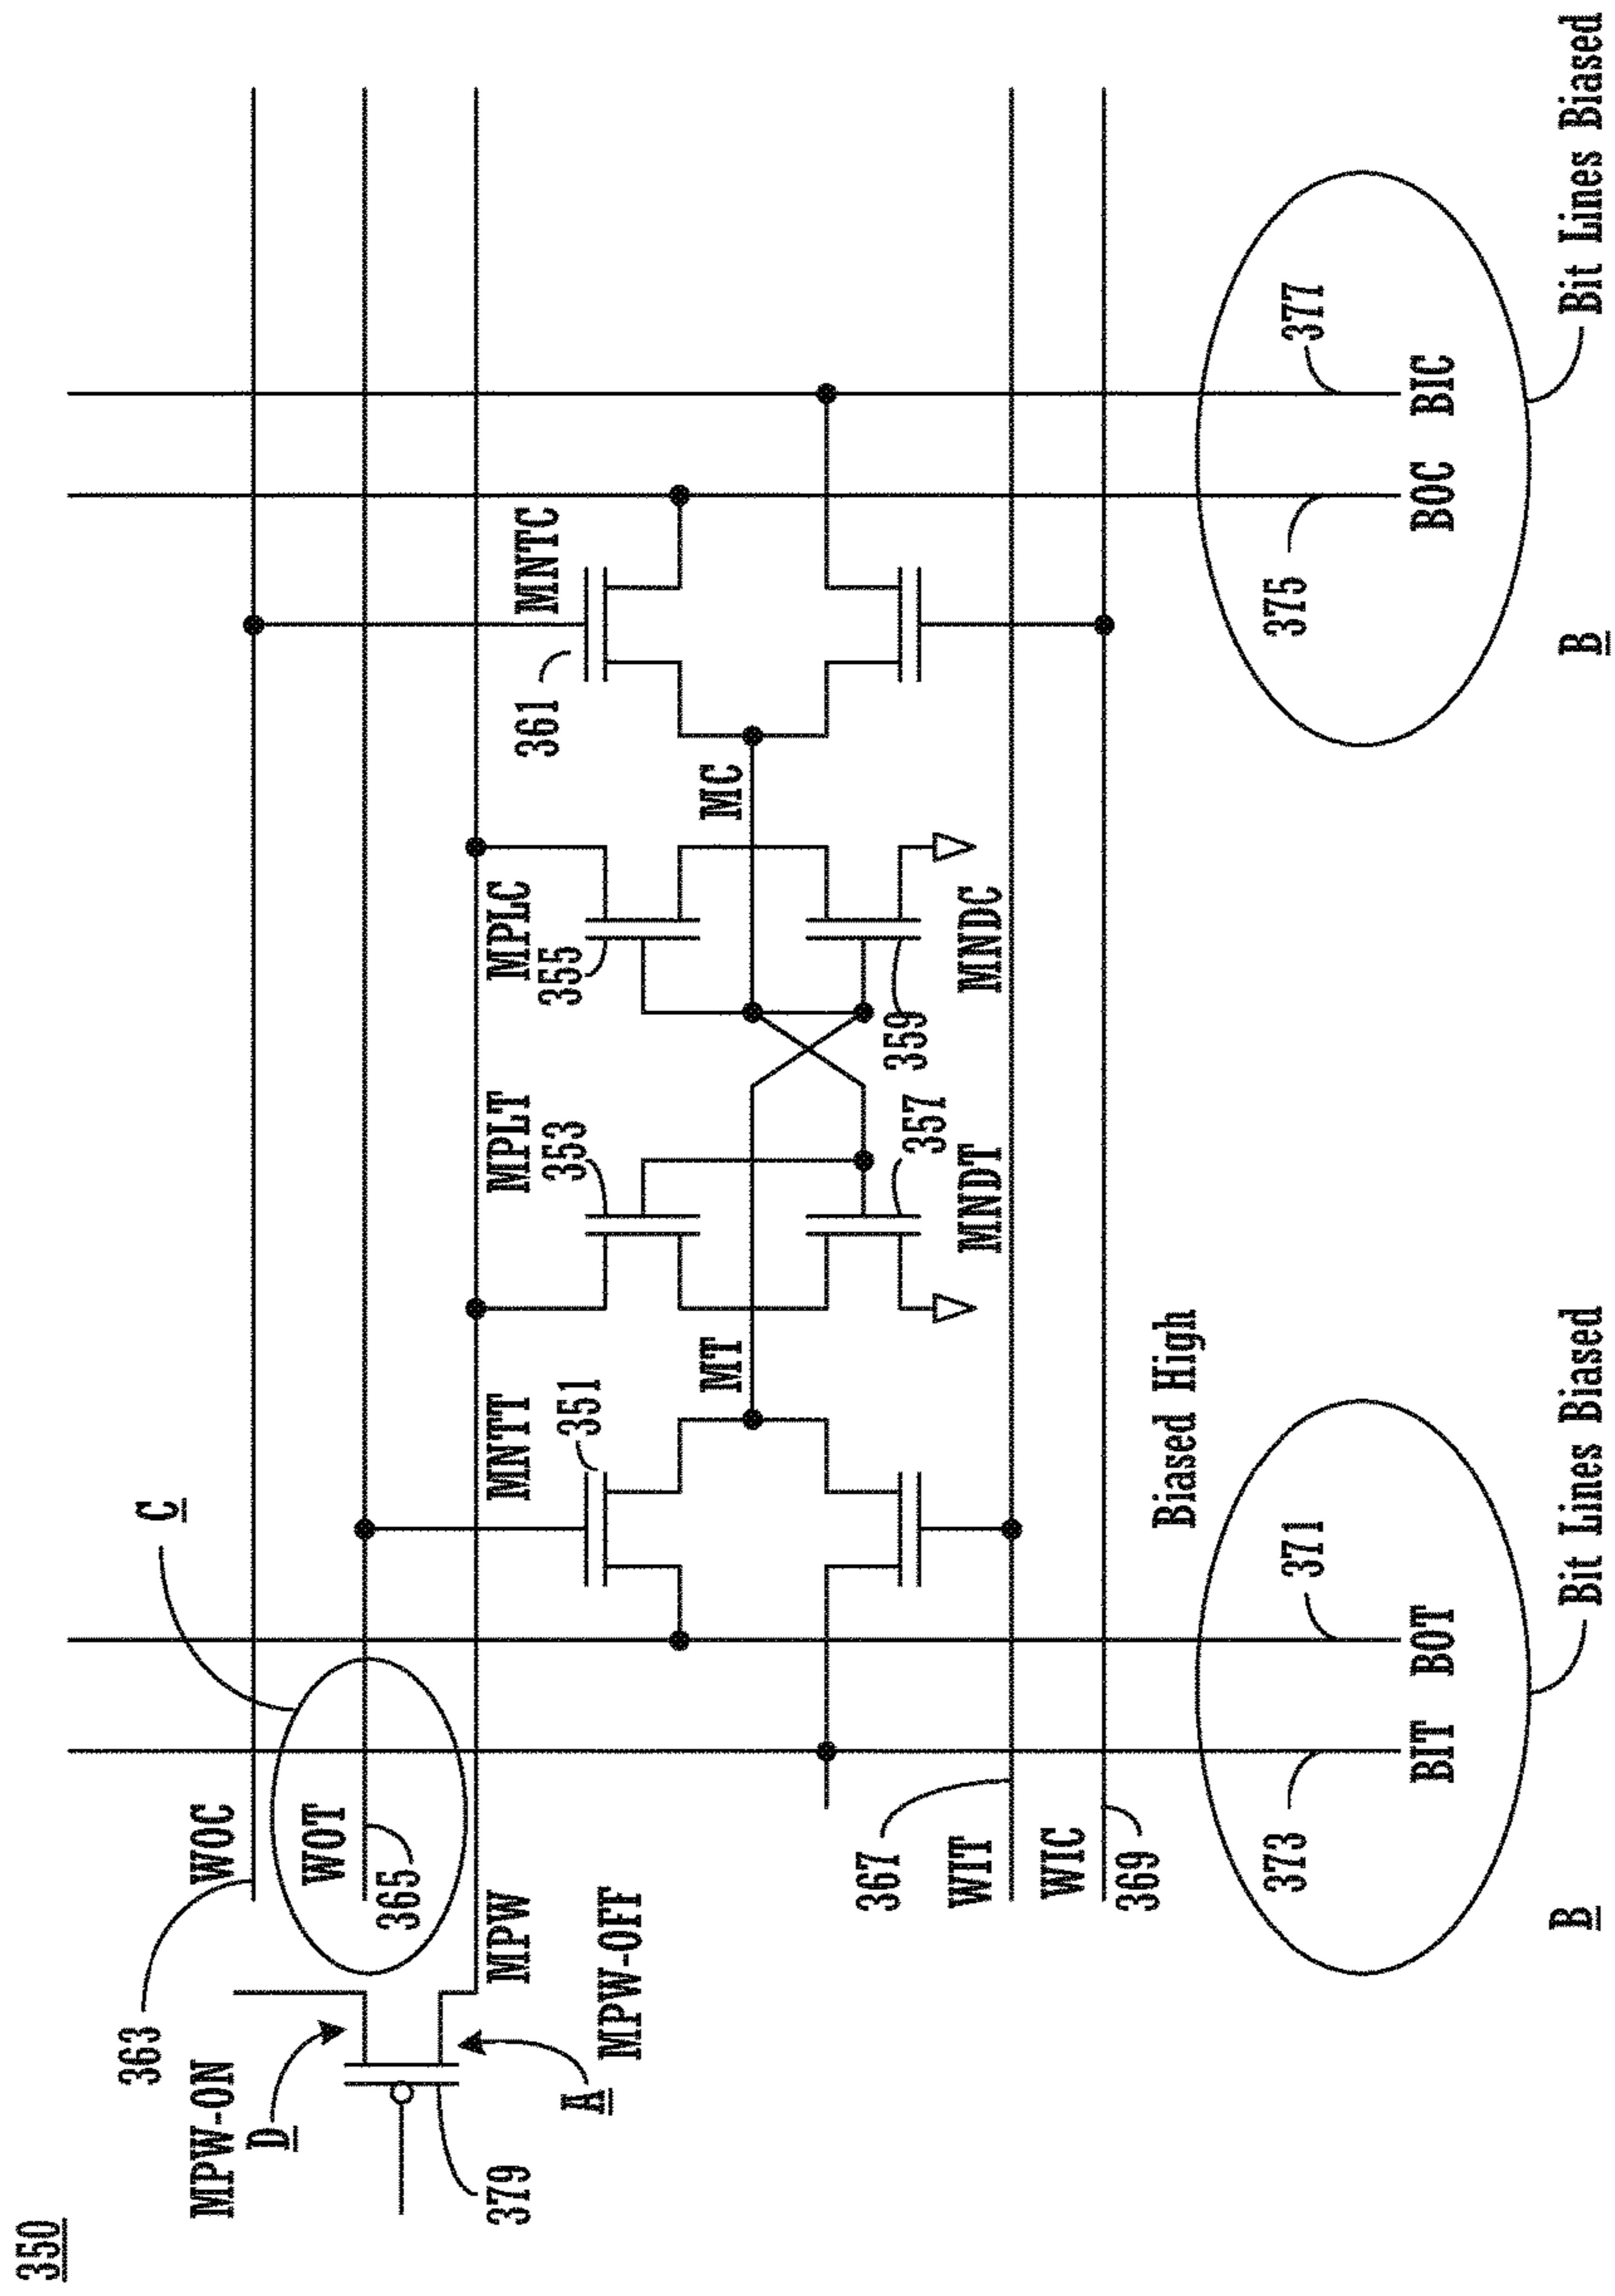 350
363
WOC
C
MPW-ON
D
WOT
365
379
MPW
A
MPW-OFF
MNTT
351
MPLT
353
MPLC
355
MNTC
361
MT
MC
357
359
MNDT
MNDC
367
WIT
WIC
369
Biased High
373
371
375
377
BIT
BOT
BOC
BIC
B
Bit Lines Biased
B
Bit Lines Biased